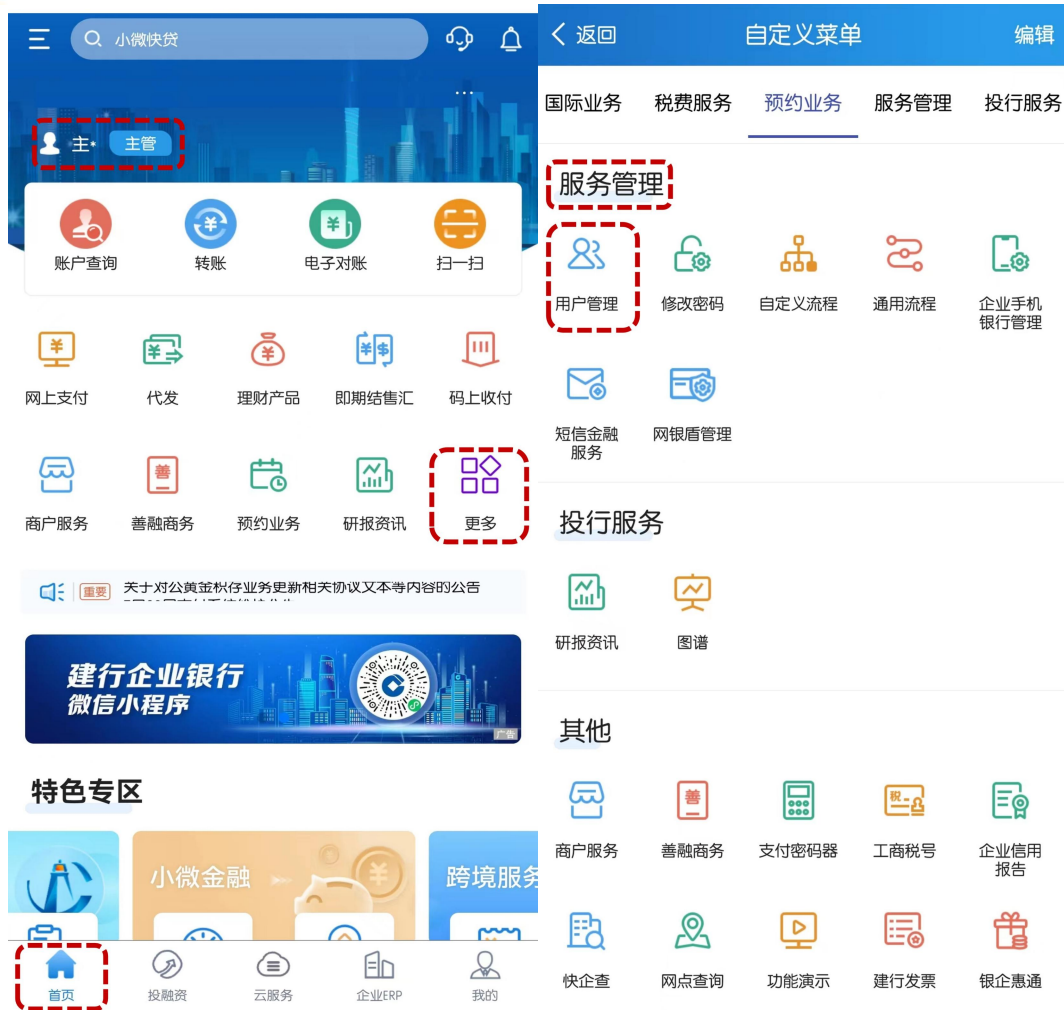 小微快贷
...
主* 主管
账户查询 转账 电子对账 扫一扫
网上支付 代发 理财产品 即期结售汇 码上收付
商户服务 善融商务 预约业务 研报资讯 更多
重要 关于对公黄金积存业务更新相关协议文本等内容的公告
建行企业银行
微信小程序
广告
特色专区
小微金融 跨境服务
首页 投融资 云服务 企业ERP 我的
返回 自定义菜单 编辑
国际业务 税费服务 预约业务 服务管理 投行服务
服务管理
用户管理 修改密码 自定义流程 通用流程 企业手机
银行管理
短信金融 网银盾管理
服务
投行服务
研报资讯 图谱
其他
商户服务 善融商务 支付密码器 工商税号 企业信用
报告
快企查 网点查询 功能演示 建行发票 银企惠通